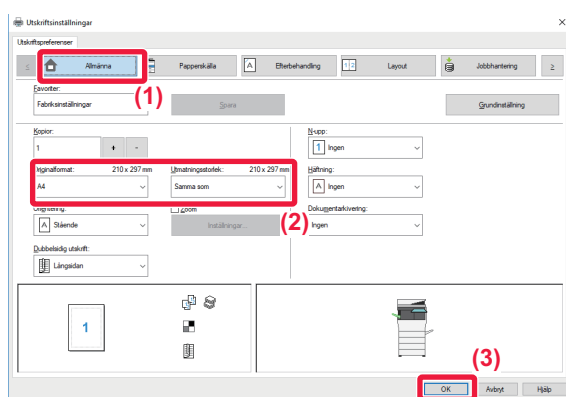 Utskriftsinställningar
Utskriftspreferenser
< Allmänna Papperskälla Efterbehandling Layout Jobbhantering >
(1)
Favoriter:
Fabriksinställningar Spara Grundinställning
Kopior: N-upp:
1 + - 1 Ingen
Originalformat: 210 x 297 mm Utmatningsstorlek: 210 x 297 mm Häftning:
A4 Samma som A Ingen
Orientering: Zoom Dokumentarkivering:
A Stående Inställningar... (2) Ingen
Dubbelsidig utskrift:
Långsidan
1
(3)
OK Avbryt Hjälp